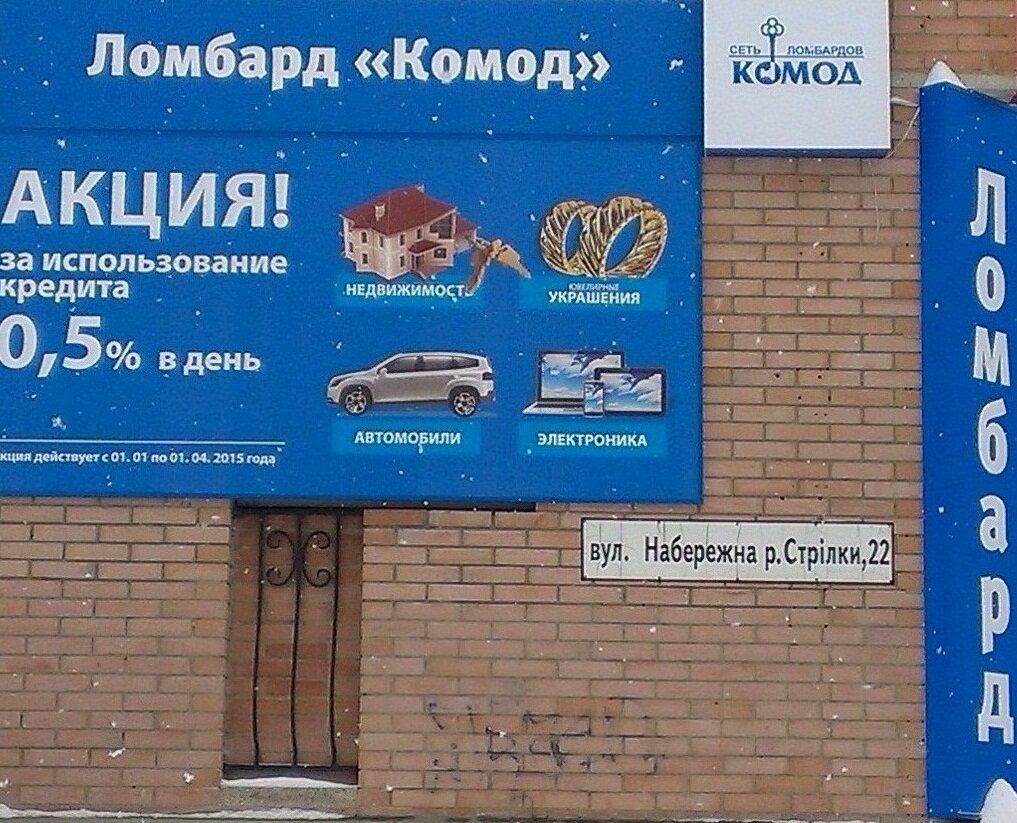 Ломбард «Комод»
СЕТЬ ЛОМБАРДОВ
КОМОД
АКЦИЯ!
за использование
кредита
0,5% в день
кция действует с 01. 01 по 01. 04. 2015 года
НЕДВИЖИМОСТЬ
ЮВЕЛИРНЫЕ
УКРАШЕНИЯ
АВТОМОБИЛИ
ЭЛЕКТРОНИКА
вул. Набережна р.Стрілки,22
Ломбард